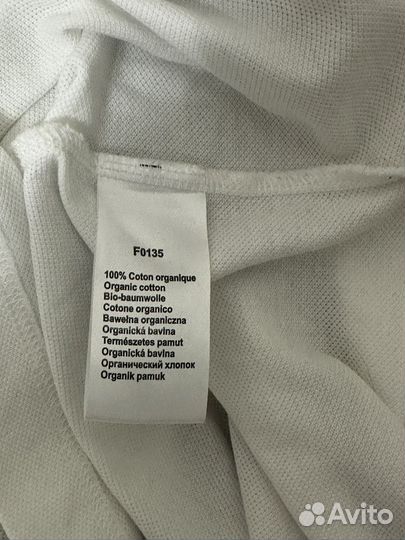 F0135
100% Coton organique
Organic cotton
Bio-baumwolle
Cotone organico
Bawełna organiczna
Organická bavlna
Természetes pamut
Organická bavlna
Органический хлопок
Organik pamuk
Avito